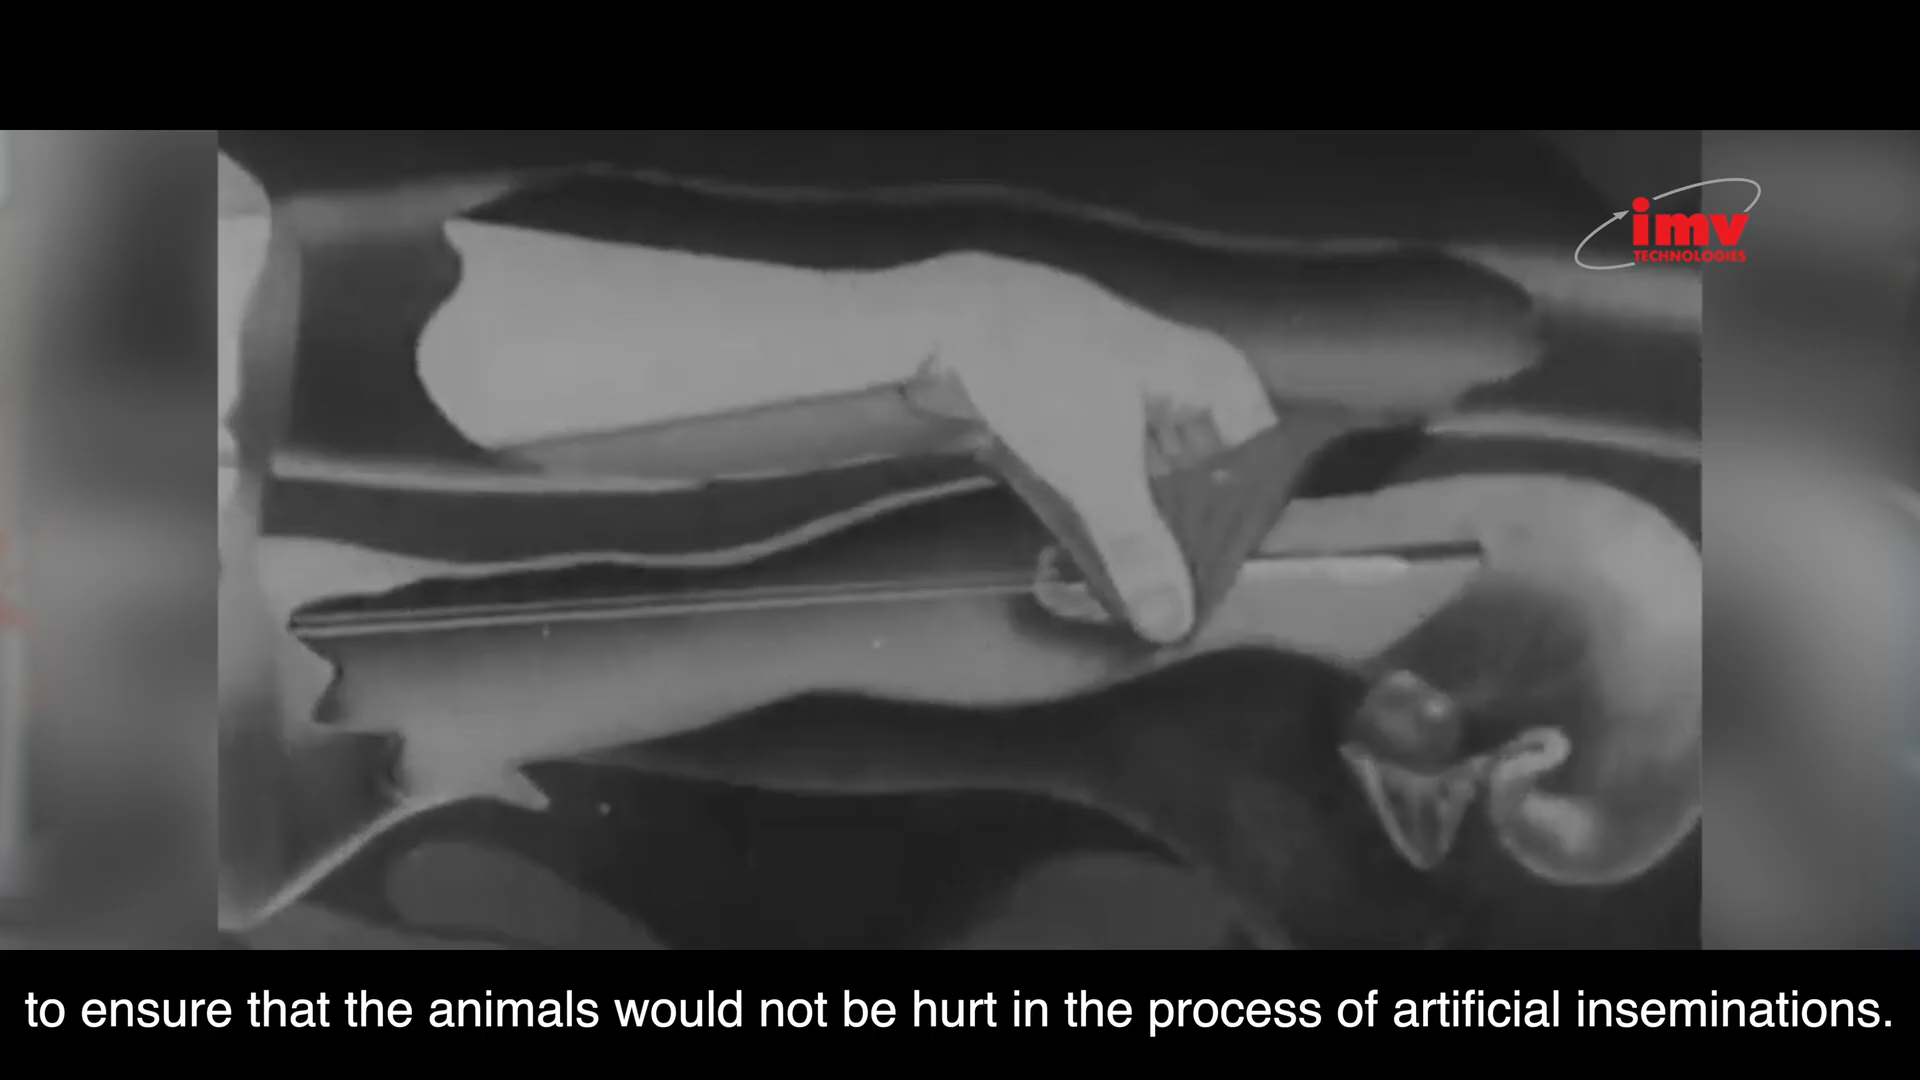 imv
TECHNOLOGIES
to ensure that the animals would not be hurt in the process of artificial inseminations.